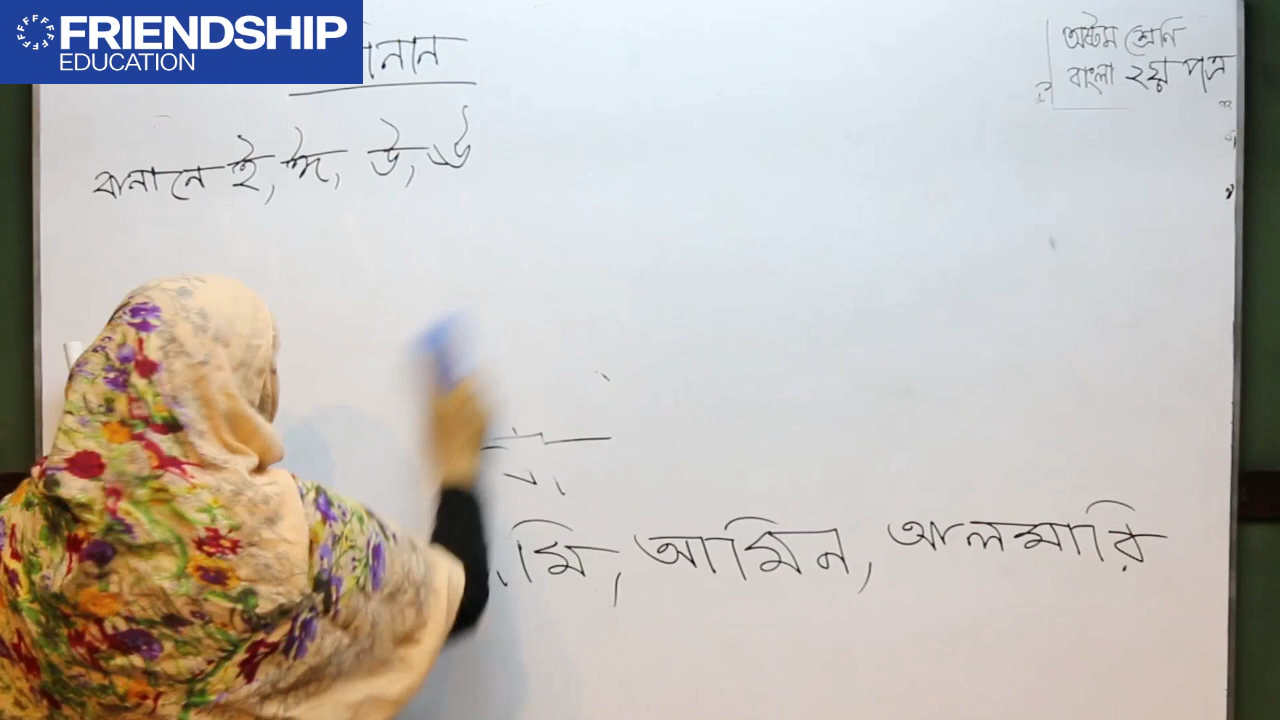 FRIENDSHIP
EDUCATION
অষ্টম শ্রেণি
বাংলা ২য় পত্র
বানানে ই, ঈ, উ, ঊ
আমিন, আলমারি